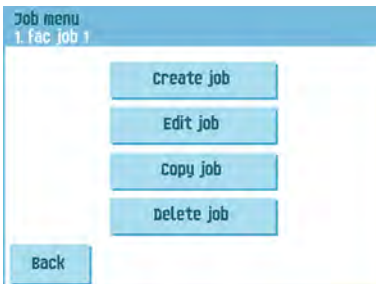 Job menu
1. Fac job 1
Create job
Edit job
Copy job
Delete job
Back